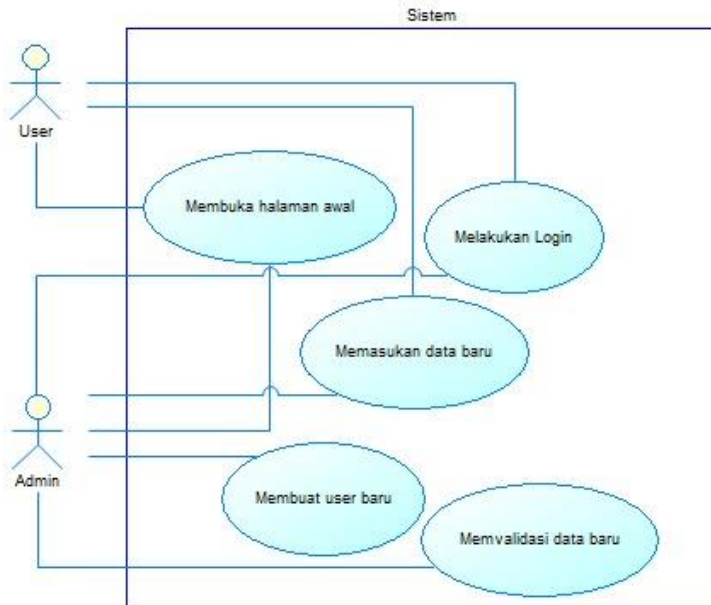 Sistem
User
Membuka halaman awal
Melakukan Login
Memasukan data baru
Admin
Membuat user baru
Memvalidasi data baru